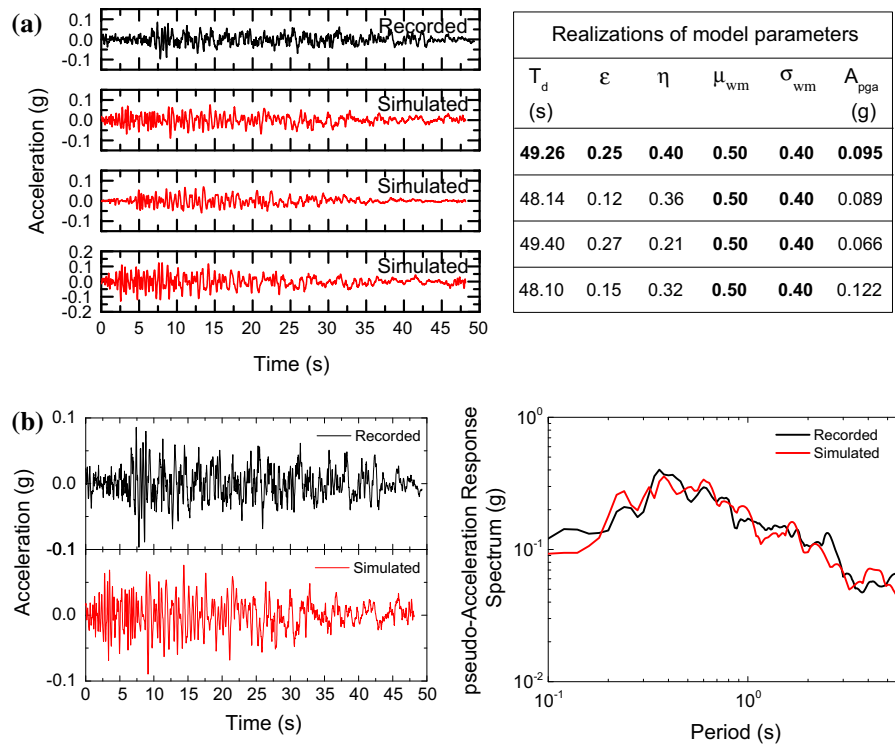 (a)
Acceleration (g)
0.1
0.0
-0.1
Recorded
0.1
0.0
-0.1
Simulated
0.1
0.0
-0.1
Simulated
0.2
0.1
0.0
-0.1
-0.2
Simulated
0 5 10 15 20 25 30 35 40 45 50
Time (s)
Realizations of model parameters
T_d ε η μ_wm σ_wm A_pga
(s) (g)
49.26 0.25 0.40 0.50 0.40 0.095
48.14 0.12 0.36 0.50 0.40 0.089
49.40 0.27 0.21 0.50 0.40 0.066
48.10 0.15 0.32 0.50 0.40 0.122
(b)
Acceleration (g)
0.1
0.0
-0.1
Recorded
0.0
-0.1
Simulated
0 5 10 15 20 25 30 35 40 45 50
Time (s)
pseudo-Acceleration Response
Spectrum (g)
10^0
10^-1
10^-2
Recorded
Simulated
10^-1 10^0
Period (s)